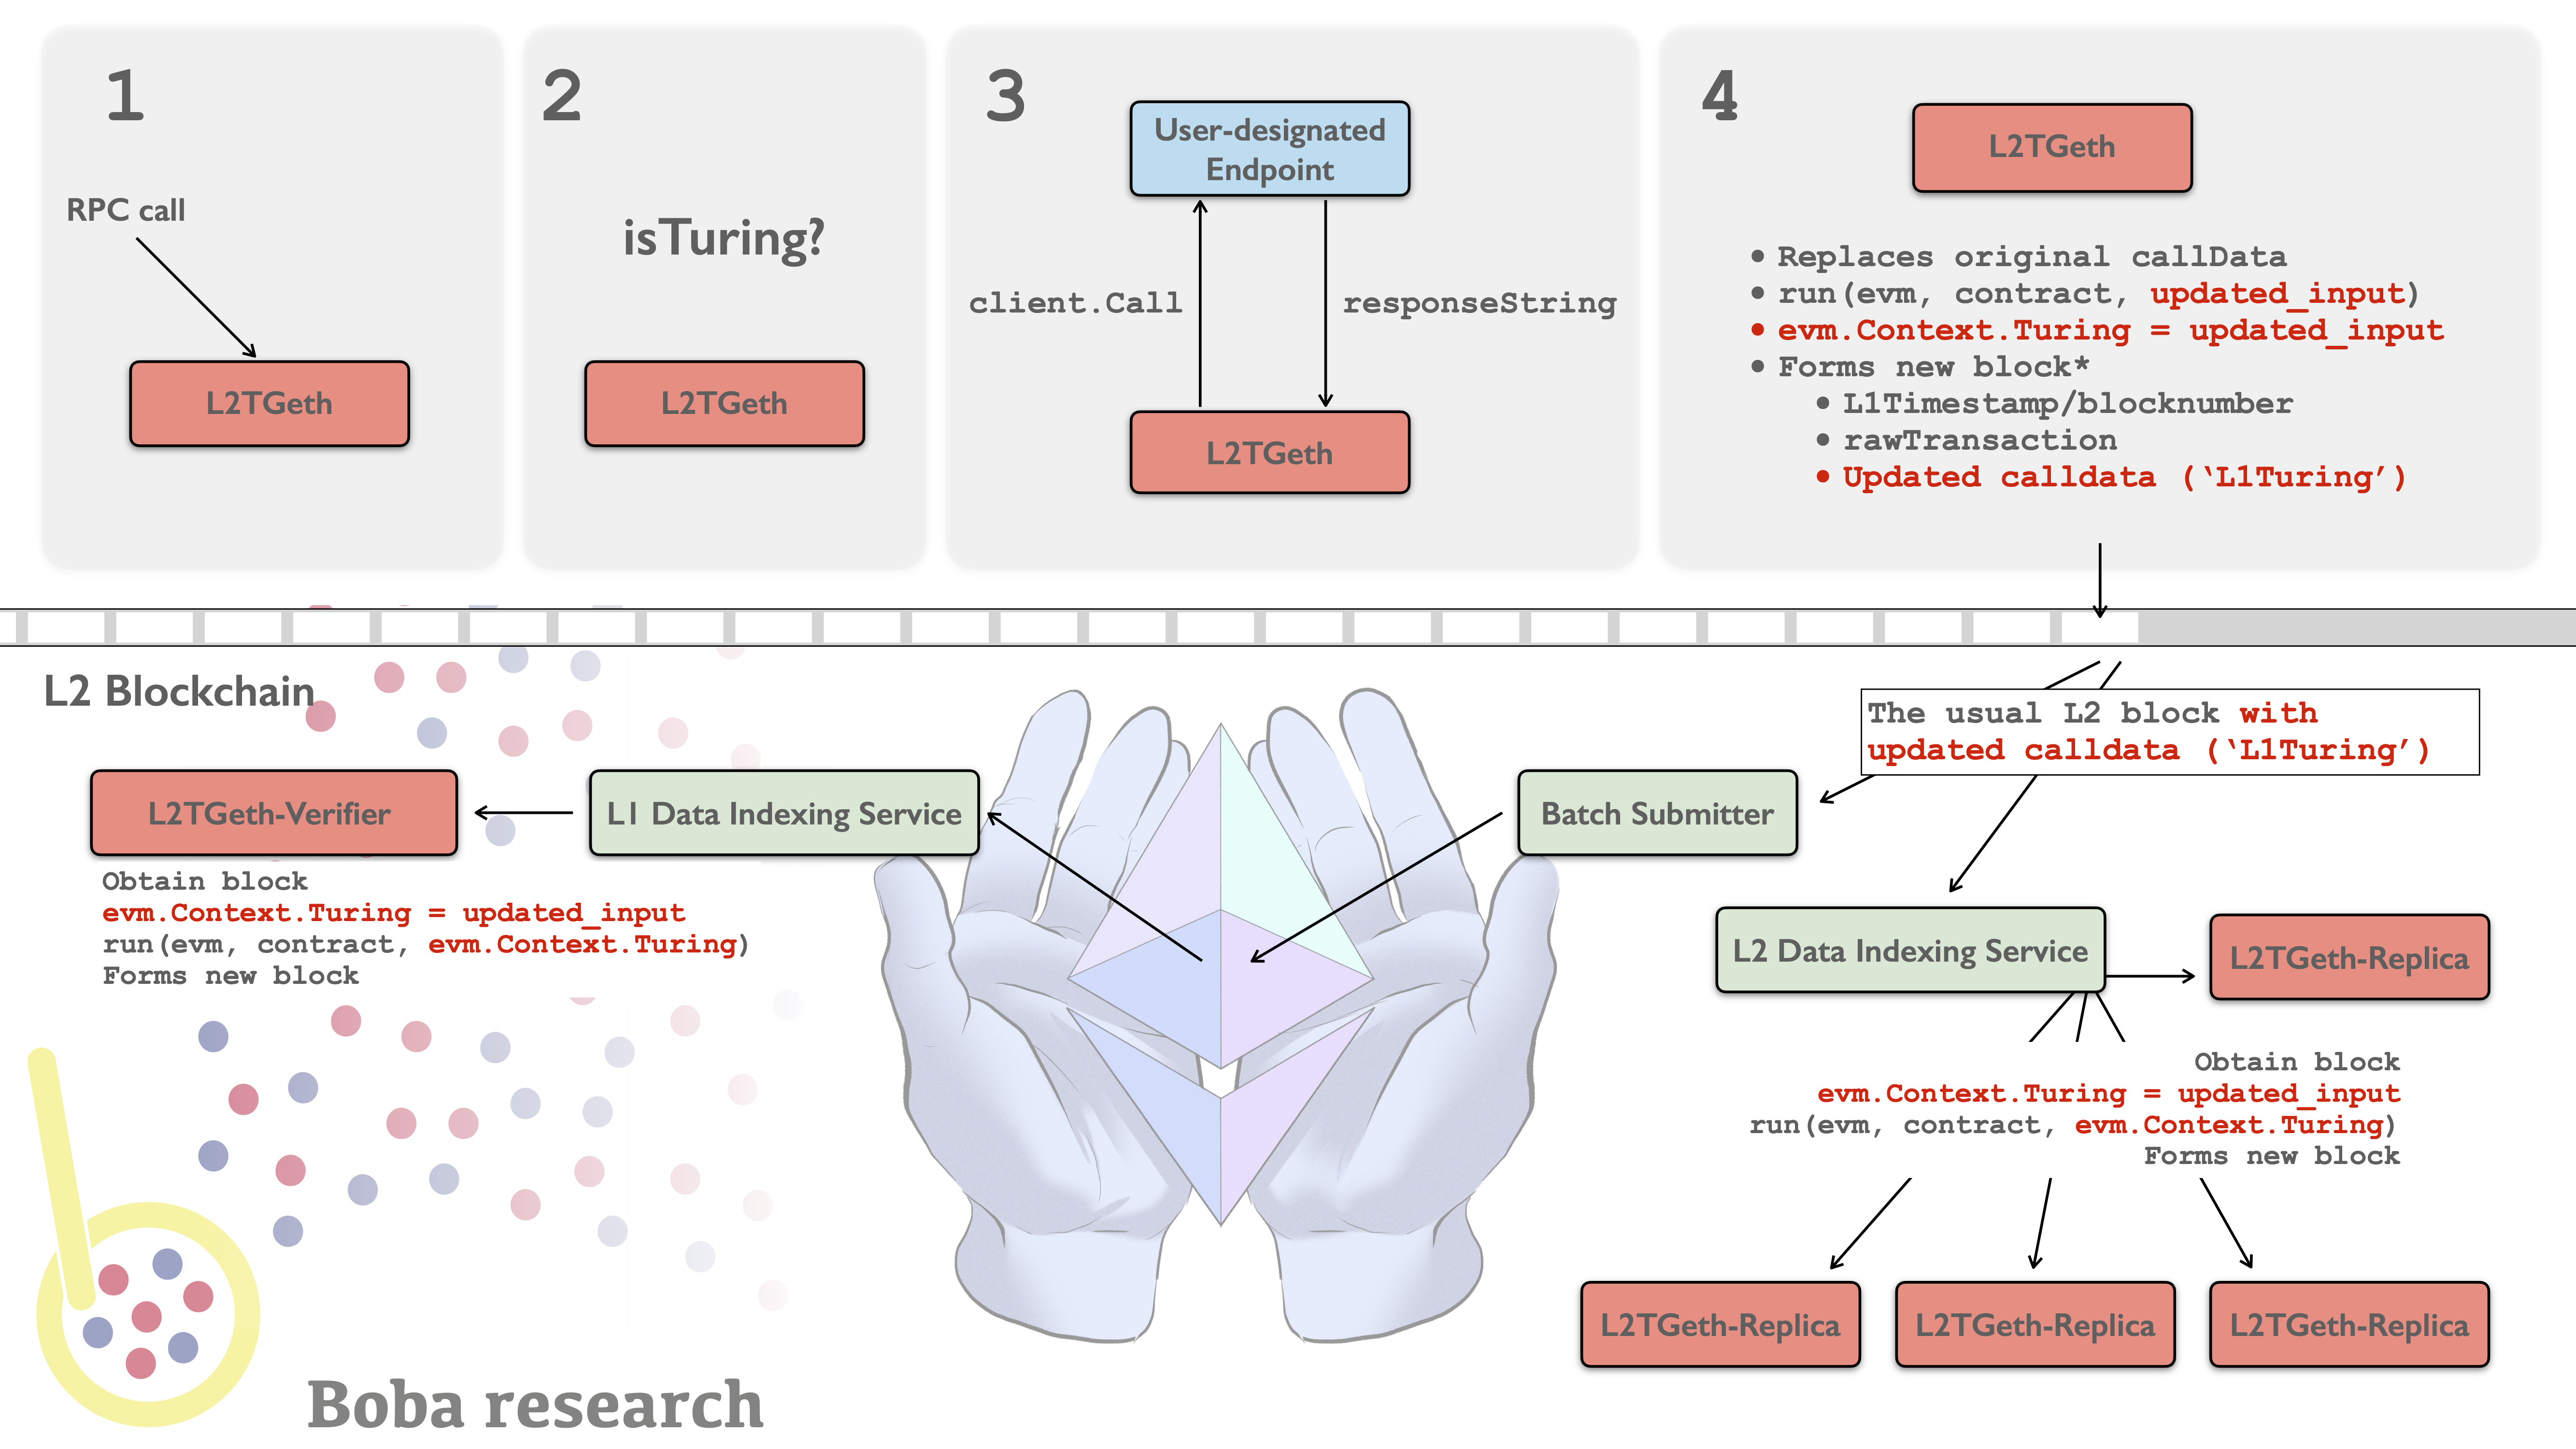 1
RPC call
L2TGeth
2
isTuring?
L2TGeth
3
User-designated
Endpoint
client.Call
responseString
L2TGeth
4
L2TGeth
• Replaces original callData
• run(evm, contract, updated_input)
• evm.Context.Turing = updated_input
• Forms new block*
• L1Timestamp/blocknumber
• rawTransaction
• Updated calldata (‘L1Turing’)
L2 Blockchain
The usual L2 block with
updated calldata (‘L1Turing’)
L2TGeth-Verifier
L1 Data Indexing Service
Batch Submitter
Obtain block
evm.Context.Turing = updated_input
run(evm, contract, evm.Context.Turing)
Forms new block
L2 Data Indexing Service
L2TGeth-Replica
Obtain block
evm.Context.Turing = updated_input
run(evm, contract, evm.Context.Turing)
Forms new block
L2TGeth-Replica
L2TGeth-Replica
L2TGeth-Replica
Boba research